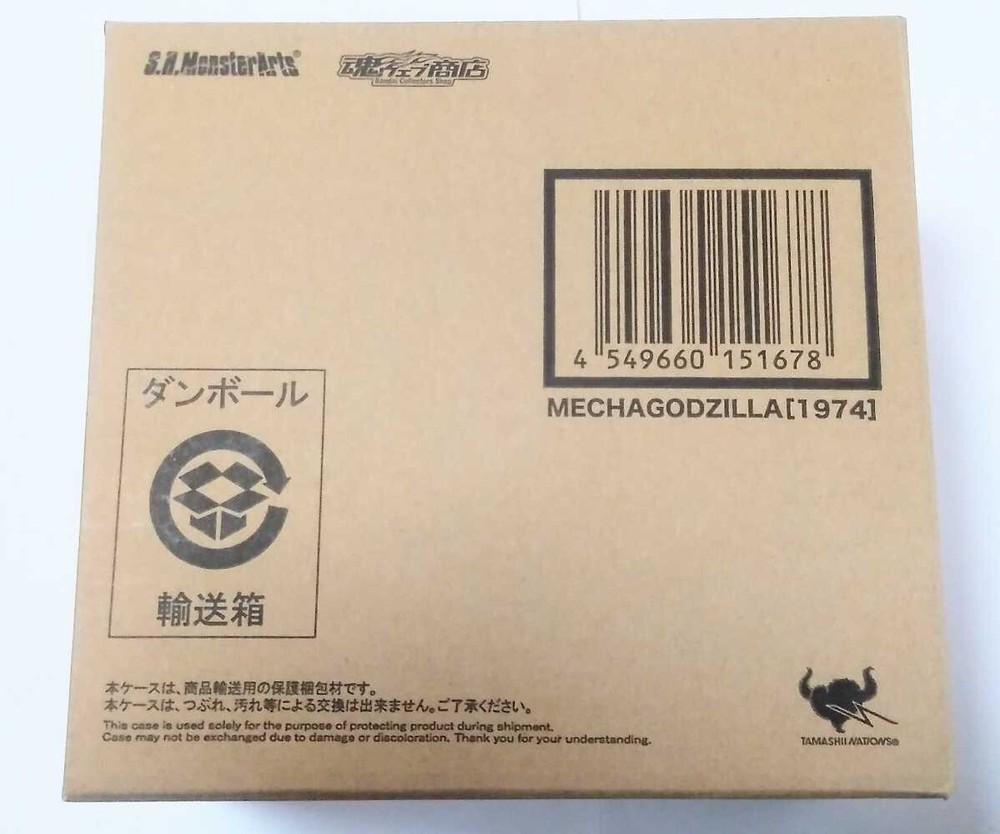 S.H.MonsterArts®
魂ウェブ商店
Bandai Collectors Shop
4 549660 151678
MECHAGODZILLA[1974]
ダンボール
輸送箱
本ケースは、商品輸送用の保護梱包材です。
本ケースは、つぶれ、汚れ等による交換は出来ません。ご了承ください。
This case is used solely for the purpose of protecting product during shipment.
Case may not be exchanged due to damage or discoloration. Thank you for your understanding.
TAMASHII NATIONS®